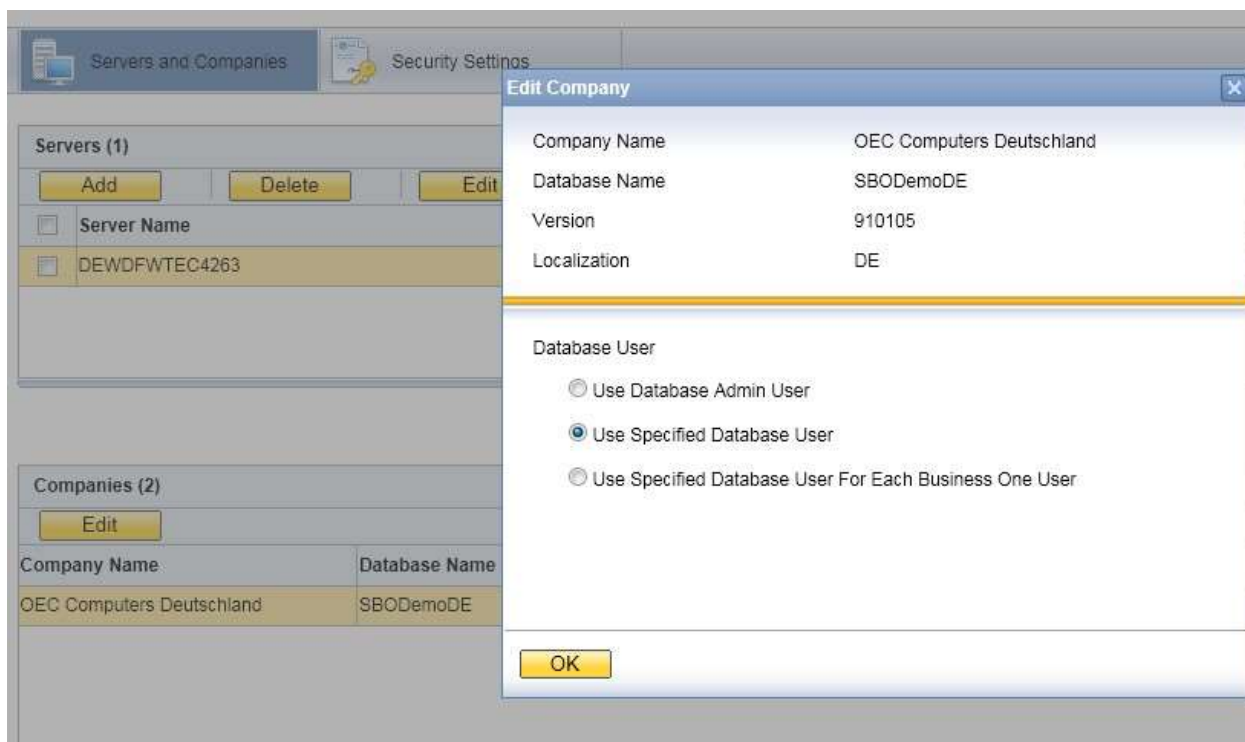 Servers and Companies
Security Settings
Servers (1)
Add
Delete
Edit
Server Name
DEWDFWTEC4263
Companies (2)
Edit
Company Name
Database Name
OEC Computers Deutschland
SBODemoDE
Edit Company
Company Name
OEC Computers Deutschland
Database Name
SBODemoDE
Version
910105
Localization
DE
Database User
Use Database Admin User
Use Specified Database User
Use Specified Database User For Each Business One User
OK